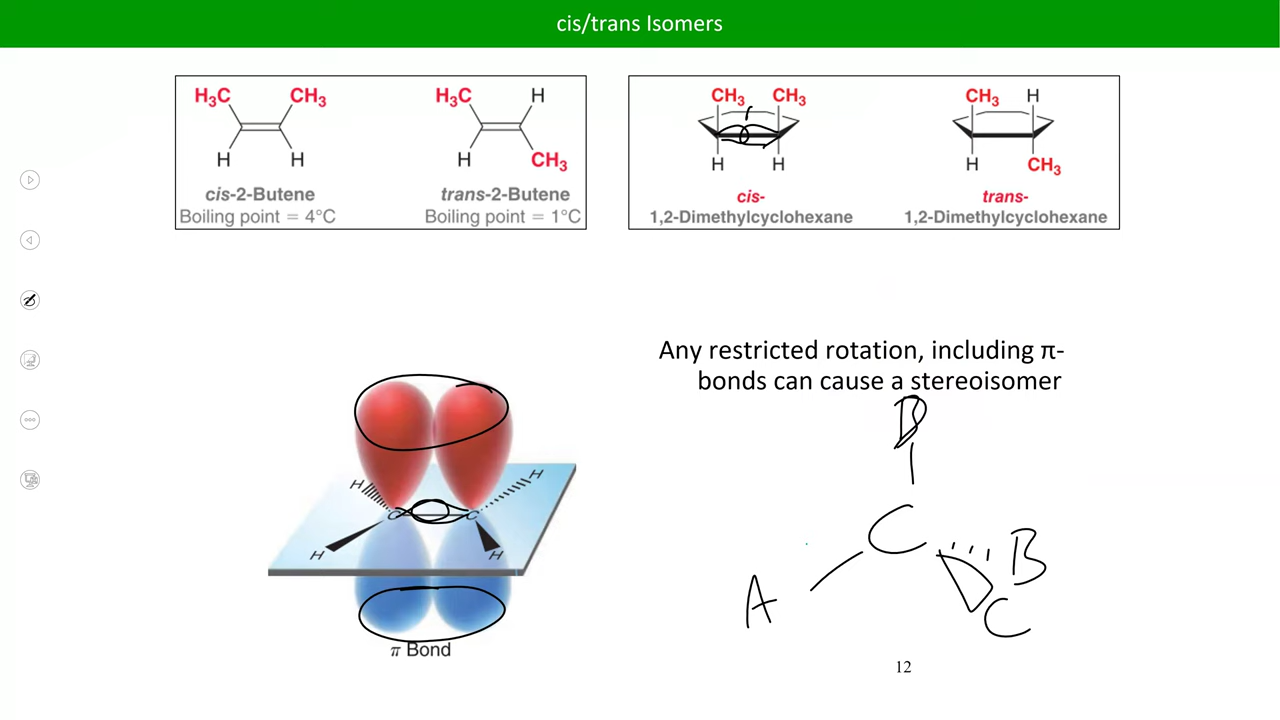 cis/trans Isomers
H₃C CH₃
H H
cis-2-Butene
Boiling point = 4°C
H₃C H
H CH₃
trans-2-Butene
Boiling point = 1°C
CH₃ CH₃
H H
cis-
1,2-Dimethylcyclohexane
CH₃ H
H CH₃
trans-
1,2-Dimethylcyclohexane
Any restricted rotation, including π-
bonds can cause a stereoisomer
H H
C C
H H
π Bond
C
B
A
C
12